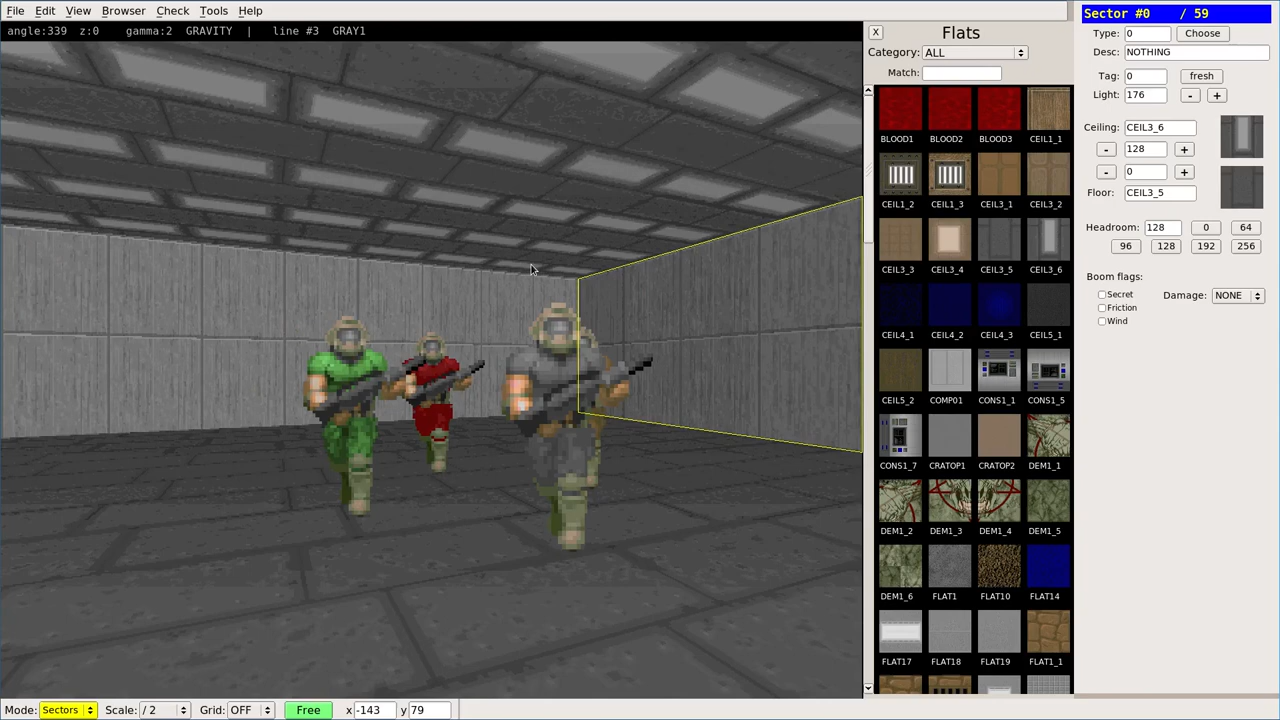 File Edit View Browser Check Tools Help
angle:339 z:0 gamma:2 GRAVITY | line #3 GRAY1
X Flats
Category: ALL
Match:
BLOOD1 BLOOD2 BLOOD3 CEIL1_1
CEIL1_2 CEIL1_3 CEIL3_1 CEIL3_2
CEIL3_3 CEIL3_4 CEIL3_5 CEIL3_6
CEIL4_1 CEIL4_2 CEIL4_3 CEIL5_1
CEIL5_2 COMP01 CONS1_1 CONS1_5
CONS1_7 CRATOP1 CRATOP2 DEM1_1
DEM1_2 DEM1_3 DEM1_4 DEM1_5
DEM1_6 FLAT1 FLAT10 FLAT14
FLAT17 FLAT18 FLAT19 FLAT1_1
Sector #0 / 59
Type: 0 Choose
Desc: NOTHING
Tag: 0 fresh
Light: 176 - +
Ceiling: CEIL3_6
- 128 +
- 0 +
Floor: CEIL3_5
Headroom: 128 0 64
96 128 192 256
Boom flags:
Secret Damage: NONE
Friction
Wind
Mode: Sectors Scale: / 2 Grid: OFF Free x -143 y 79